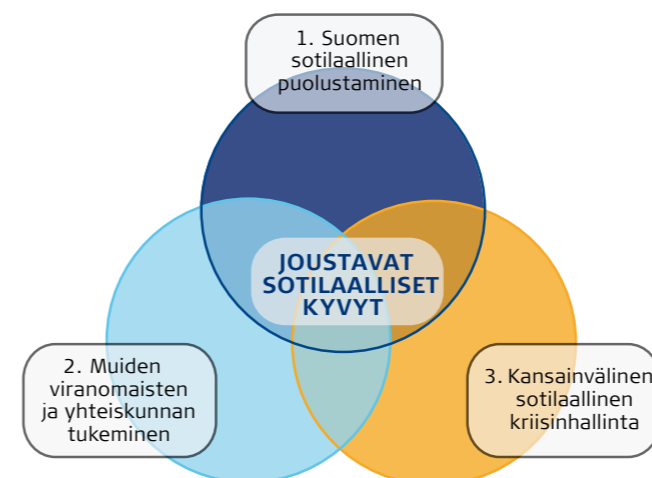 1. Suomen
sotilaallinen
puolustaminen
JOUSTAVAT
SOTILAALLISET
KYVYT
2. Muiden
viranomaisten
ja yhteiskunnan
tukeminen
3. Kansainvälinen
sotilaallinen
kriisinhallinta